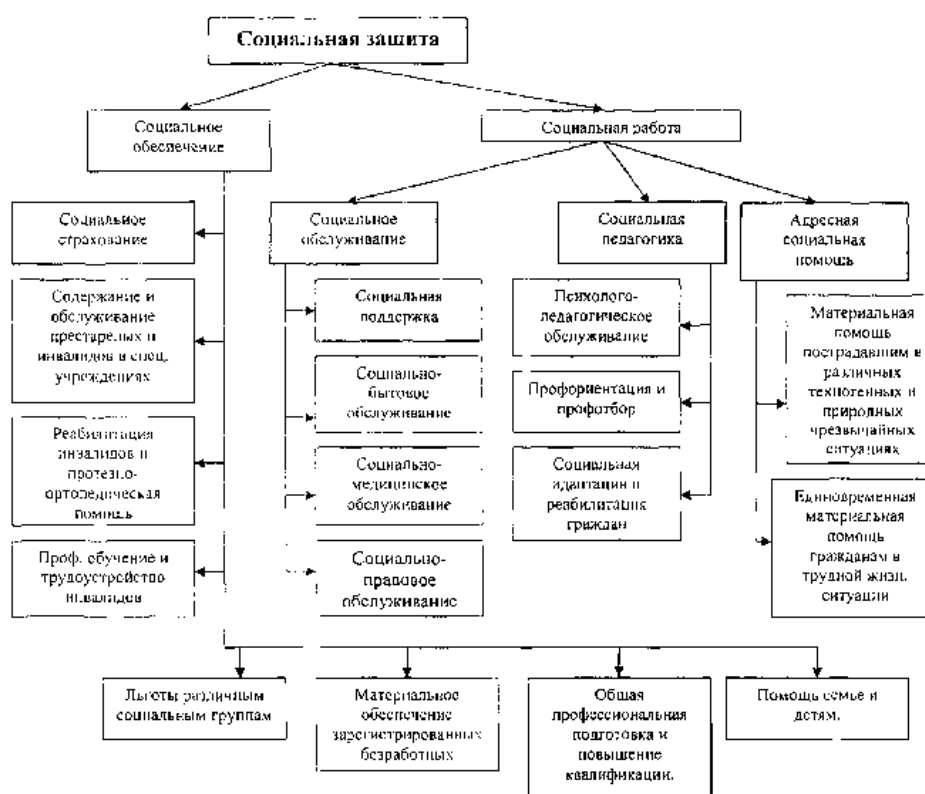 Социальная защита
Социальное
обеспечение
Социальная работа
Социальное
страхование
Социальное
обслуживание
Социальная
педагогика
Адресная
социальная
помощь
Содержание и
обслуживание
престарелых и
инвалидов в спец.
учреждениях
Социальная
поддержка
Психолого-
педагогическое
обслуживание
Материальная
помощь
пострадавшим в
различных
техногенных и
природных
чрезвычайных
ситуациях
Социально-
бытовое
обслуживание
Профориентация и
профотбор
Реабилитация
инвалидов и
протезно-
ортопедическая
помощь
Социально-
медицинское
обслуживание
Социальная
адаптация и
реабилитация
граждан
Единовременная
материальная
помощь
гражданам в
трудной жизн.
ситуации
Проф. обучение и
трудоустройство
инвалидов
Социально-
правовое
обслуживание
Льготы различным
социальным группам
Материальное
обеспечение
зарегистрированных
безработных
Общая
профессиональная
подготовка и
повышение
квалификации.
Помощь семье и
детям.